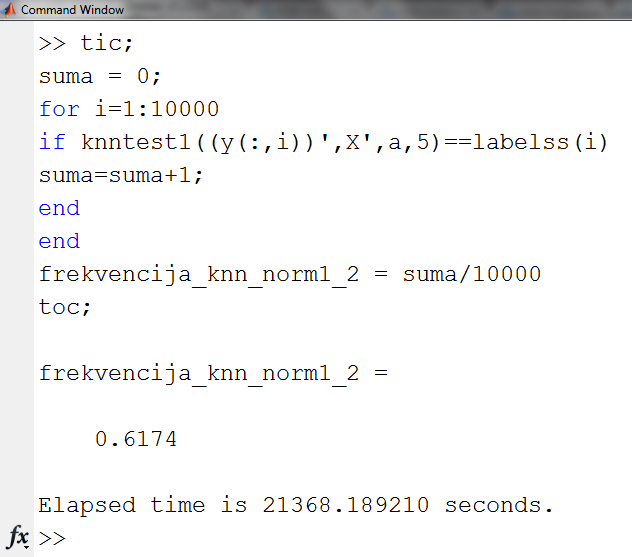 Command Window
>> tic;
suma = 0;
for i=1:10000
if knntest1((y(:,i))',X',a,5)==labelss(i)
suma=suma+1;
end
end
frekvencija_knn_norm1_2 = suma/10000
toc;
frekvencija_knn_norm1_2 =
0.6174
Elapsed time is 21368.189210 seconds.
fx >>